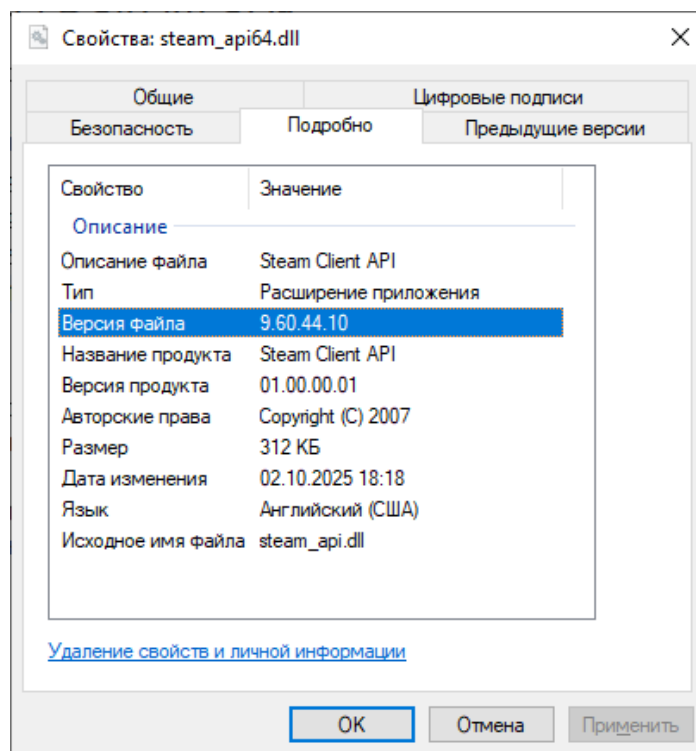 Свойства: steam_api64.dll
Общие Цифровые подписи
Безопасность Подробно Предыдущие версии
Свойство Значение
Описание
Описание файла Steam Client API
Тип Расширение приложения
Версия файла 9.60.44.10
Название продукта Steam Client API
Версия продукта 01.00.00.01
Авторские права Copyright (C) 2007
Размер 312 КБ
Дата изменения 02.10.2025 18:18
Язык Английский (США)
Исходное имя файла steam_api.dll
Удаление свойств и личной информации
ОК Отмена Применить